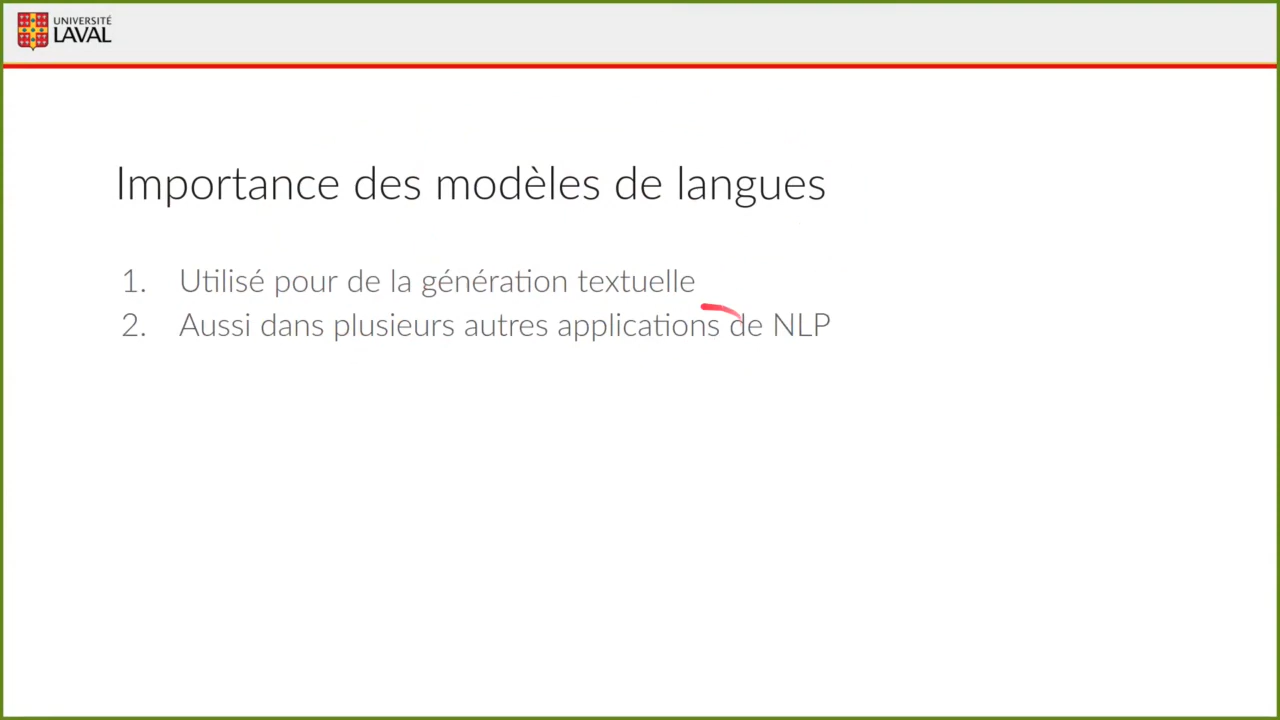 UNIVERSITÉ
LAVAL
Importance des modèles de langues
1. Utilisé pour de la génération textuelle
2. Aussi dans plusieurs autres applications de NLP